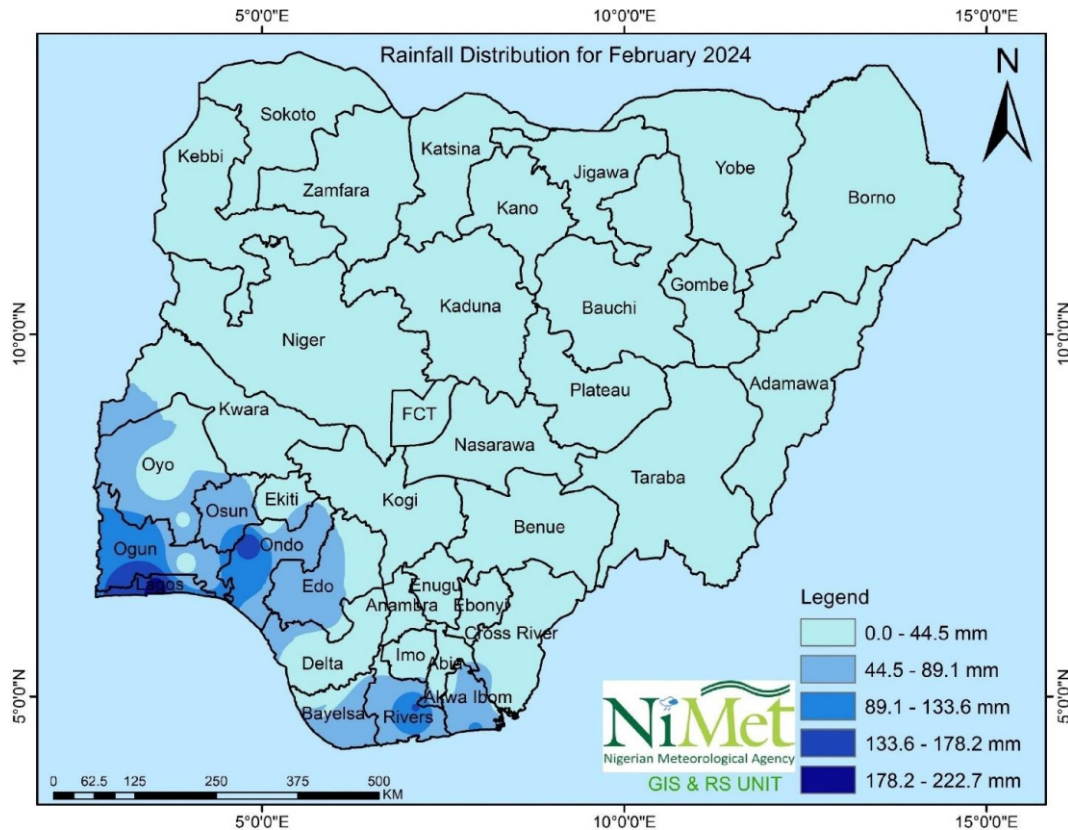 5°0'0"E 10°0'0"E 15°0'0"E
Rainfall Distribution for February 2024
N
Sokoto
Kebbi
Katsina
Zamfara
Kano
Jigawa
Yobe
Borno
10°0'0"N
10°0'0"N
Niger
Kaduna
Bauchi
Gombe
Adamawa
Plateau
FCT
Kwara
Nasarawa
Taraba
Oyo
Kogi
Benue
Osun
Ekiti
Ogun
Ondo
Lagos
Edo
Enugu
Anambra
Ebonyi
Cross River
Delta
Imo
Abia
Akwa Ibom
Bayelsa
Rivers
5°0'0"N
5°0'0"N
Legend
0.0 - 44.5 mm
44.5 - 89.1 mm
89.1 - 133.6 mm
133.6 - 178.2 mm
178.2 - 222.7 mm
NiMet
Nigerian Meteorological Agency
GIS & RS UNIT
0 62.5 125 250 375 500
KM
5°0'0"E 10°0'0"E 15°0'0"E